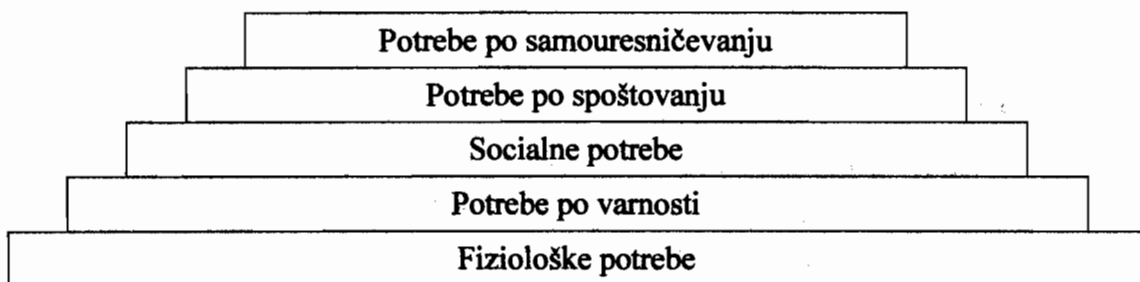 Potrebe po samouresničevanju
Potrebe po spoštovanju
Socialne potrebe
Potrebe po varnosti
Fiziološke potrebe